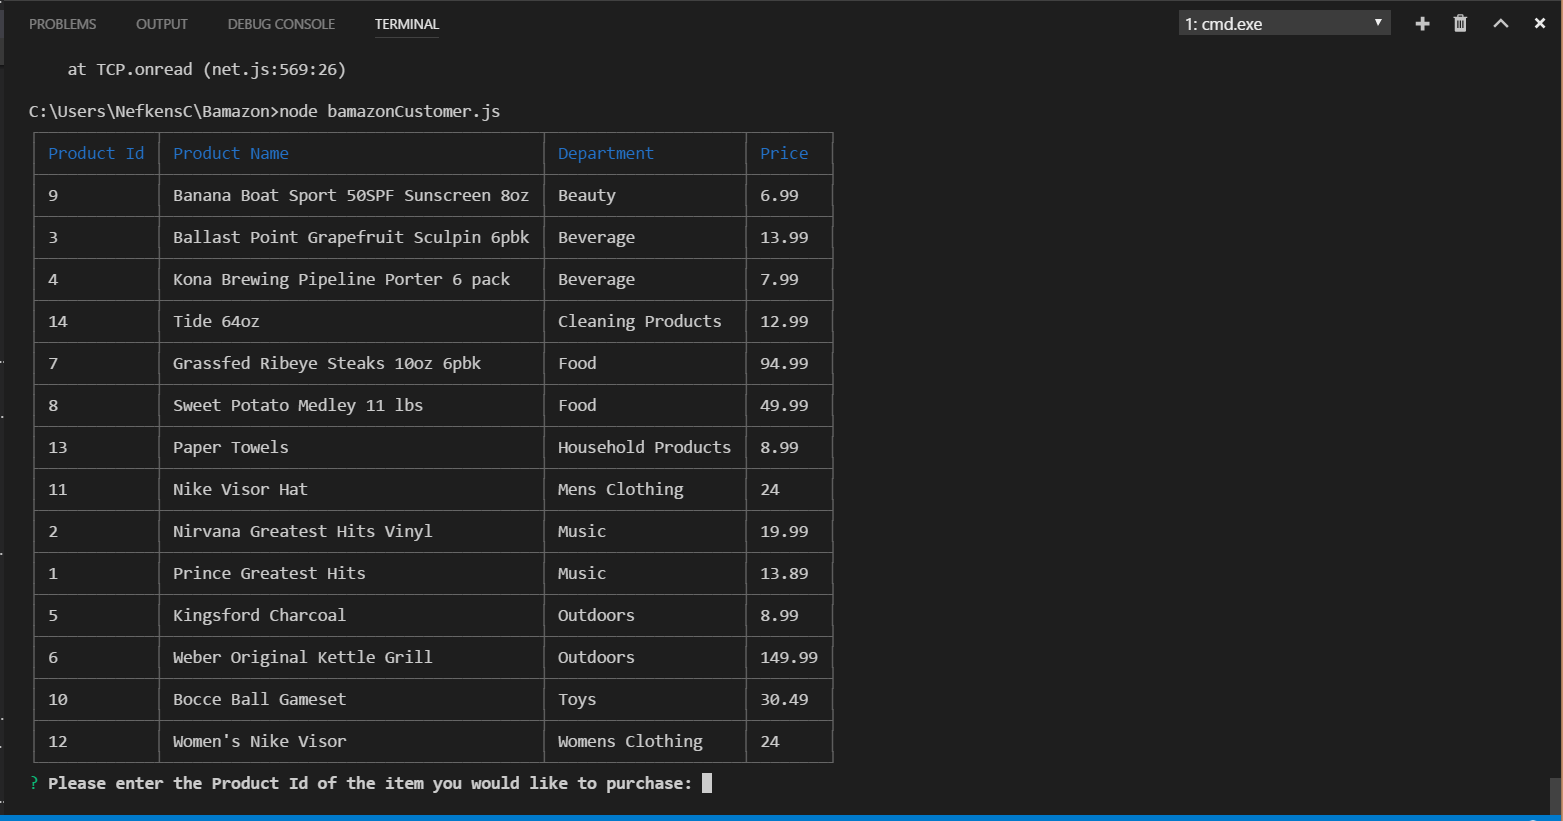 PROBLEMS OUTPUT DEBUG CONSOLE TERMINAL 1: cmd.exe
at TCP.onread (net.js:569:26)
C:\Users\NefkensC\Bamazon>node bamazonCustomer.js
Product Id Product Name Department Price
9 Banana Boat Sport 50SPF Sunscreen 8oz Beauty 6.99
3 Ballast Point Grapefruit Sculpin 6pbk Beverage 13.99
4 Kona Brewing Pipeline Porter 6 pack Beverage 7.99
14 Tide 64oz Cleaning Products 12.99
7 Grassfed Ribeye Steaks 10oz 6pbk Food 94.99
8 Sweet Potato Medley 11 lbs Food 49.99
13 Paper Towels Household Products 8.99
11 Nike Visor Hat Mens Clothing 24
2 Nirvana Greatest Hits Vinyl Music 19.99
1 Prince Greatest Hits Music 13.89
5 Kingsford Charcoal Outdoors 8.99
6 Weber Original Kettle Grill Outdoors 149.99
10 Bocce Ball Gameset Toys 30.49
12 Women's Nike Visor Womens Clothing 24
? Please enter the Product Id of the item you would like to purchase: